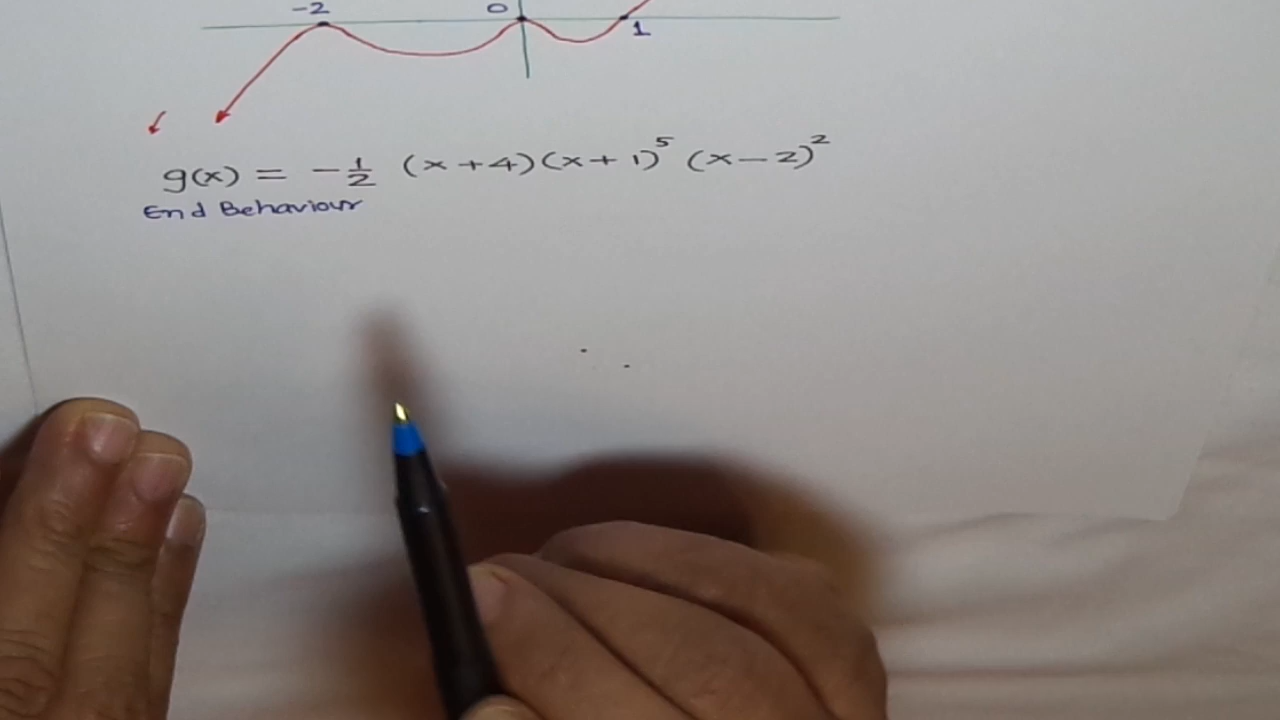 -2 0 1
g(x) = -1/2 (x+4)(x+1)^5 (x-2)^2
End Behaviour